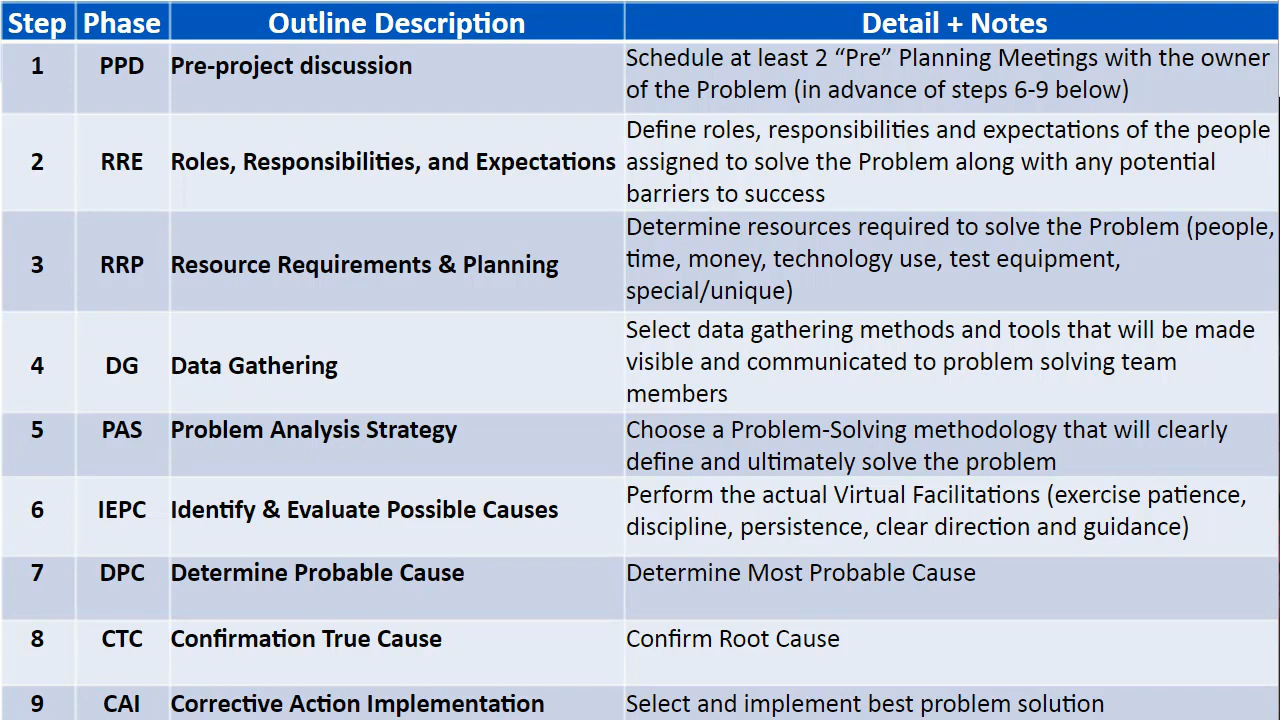 Step Phase Outline Description Detail + Notes
1 PPD Pre-project discussion Schedule at least 2 “Pre” Planning Meetings with the owner
of the Problem (in advance of steps 6-9 below)
2 RRE Roles, Responsibilities, and Expectations Define roles, responsibilities and expectations of the people
assigned to solve the Problem along with any potential
barriers to success
3 RRP Resource Requirements & Planning Determine resources required to solve the Problem (people,
time, money, technology use, test equipment,
special/unique)
4 DG Data Gathering Select data gathering methods and tools that will be made
visible and communicated to problem solving team
members
5 PAS Problem Analysis Strategy Choose a Problem-Solving methodology that will clearly
define and ultimately solve the problem
6 IEPC Identify & Evaluate Possible Causes Perform the actual Virtual Facilitations (exercise patience,
discipline, persistence, clear direction and guidance)
7 DPC Determine Probable Cause Determine Most Probable Cause
8 CTC Confirmation True Cause Confirm Root Cause
9 CAI Corrective Action Implementation Select and implement best problem solution